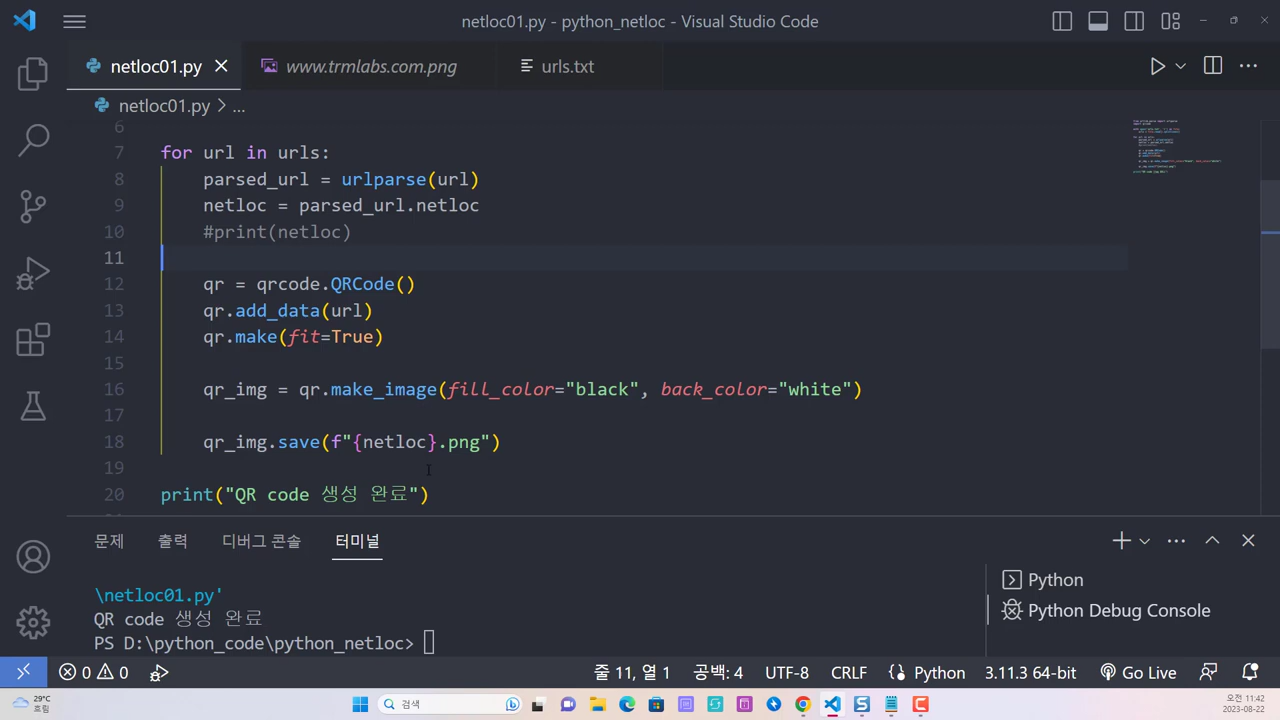 netloc01.py - python_netloc - Visual Studio Code
netloc01.py www.trmlabs.com.png urls.txt
netloc01.py > ...
6
7 for url in urls:
8 parsed_url = urlparse(url)
9 netloc = parsed_url.netloc
10 #print(netloc)
11
12 qr = qrcode.QRCode()
13 qr.add_data(url)
14 qr.make(fit=True)
15
16 qr_img = qr.make_image(fill_color="black", back_color="white")
17
18 qr_img.save(f"{netloc}.png")
19
20 print("QR code 생성 완료")
문제 출력 디버그 콘솔 터미널
\netloc01.py'
QR code 생성 완료
PS D:\python_code\python_netloc>
Python
Python Debug Console
0 0 줄 11, 열 1 공백: 4 UTF-8 CRLF Python 3.11.3 64-bit Go Live
29°C
흐림
검색
오전 11:42
2023-08-22